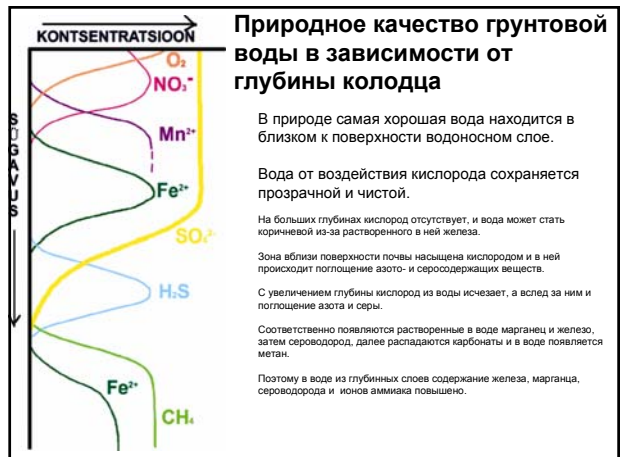 KONTSENTRATSIOON
O₂
NO₃⁻
Mn²⁺
Fe²⁺
SO₄²⁻
H₂S
Fe²⁺
CH₄
SÜGAVUS
Природное качество грунтовой
воды в зависимости от
глубины колодца
В природе самая хорошая вода находится в
близком к поверхности водоносном слое.
Вода от воздействия кислорода сохраняется
прозрачной и чистой.
На больших глубинах кислород отсутствует, и вода может стать
коричневой из-за растворенного в ней железа.
Зона вблизи поверхности почвы насыщена кислородом и в ней
происходит поглощение азото- и серосодержащих веществ.
С увеличением глубины кислород из воды исчезает, а вслед за ним и
поглощение азота и серы.
Соответственно появляются растворенные в воде марганец и железо,
затем сероводород, далее распадаются карбонаты и в воде появляется
метан.
Поэтому в воде из глубинных слоев содержание железа, марганца,
сероводорода и ионов аммиака повышено.